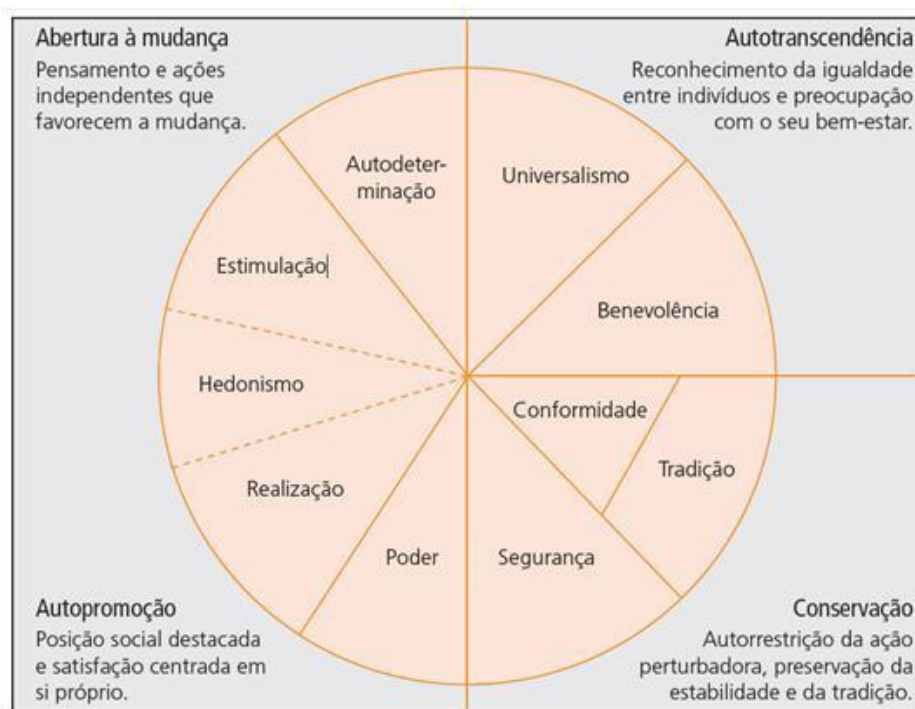 Abertura à mudança
Pensamento e ações
independentes que
favorecem a mudança.
Autotranscendência
Reconhecimento da igualdade
entre indivíduos e preocupação
com o seu bem-estar.
Autodeter-
minação
Universalismo
Estimulação
Benevolência
Hedonismo
Conformidade
Tradição
Realização
Poder
Segurança
Autopromoção
Posição social destacada
e satisfação centrada em
si próprio.
Conservação
Autorrestrição da ação
perturbadora, preservação da
estabilidade e da tradição.